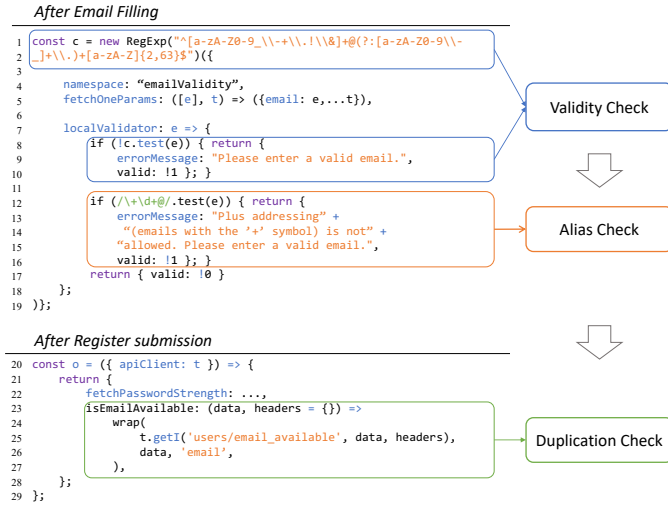 After Email Filling
1 const c = new RegExp("^[a-zA-Z0-9_\\-+\\.!\\&]+@(?:[a-zA-Z0-9\\-
2 _]+\\.)+[a-zA-Z]{2,63}$")({
3
4 namespace: “emailValidity”,
5 fetchOneParams: ([e], t) => ({email: e,...t}),
6
7 localValidator: e => {
8 if (!c.test(e)) { return {
9 errorMessage: "Please enter a valid email.",
10 valid: !1 }; }
11
12 if (/\+\d+@/.test(e)) { return {
13 errorMessage: "Plus addressing” +
14 “(emails with the ’+’ symbol) is not” +
15 “allowed. Please enter a valid email.",
16 valid: !1 }; }
17 return { valid: !0 }
18 };
19 )};
Validity Check
Alias Check
After Register submission
20 const o = ({ apiClient: t }) => {
21 return {
22 fetchPasswordStrength: ...,
23 isEmailAvailable: (data, headers = {}) =>
24 wrap(
25 t.getI('users/email_available', data, headers),
26 data, 'email’,
27 ),
28 };
29 };
Duplication Check